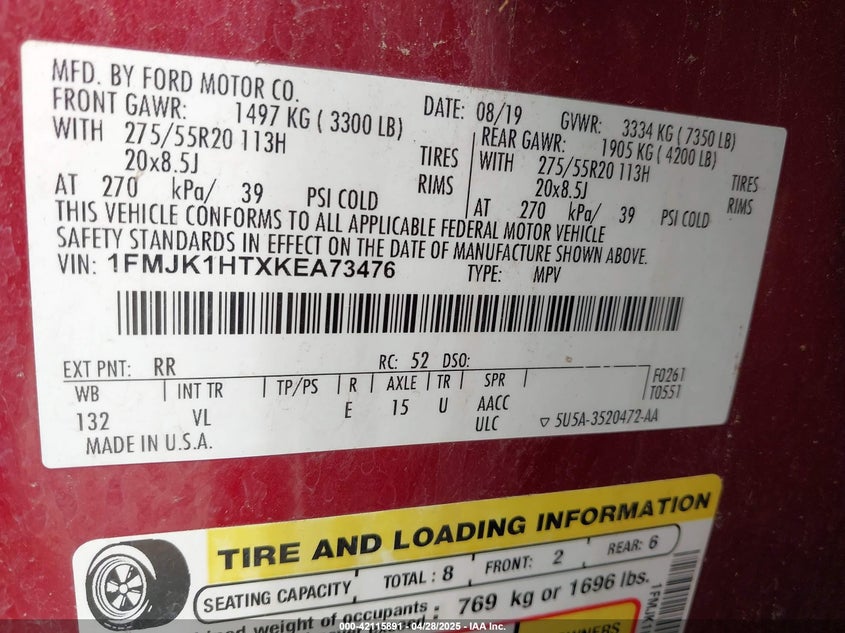 MFD. BY FORD MOTOR CO.
DATE: 08/19 GVWR: 3334 KG ( 7350 LB)
FRONT GAWR: 1497 KG ( 3300 LB) REAR GAWR: 1905 KG ( 4200 LB)
WITH 275/55R20 113H TIRES WITH 275/55R20 113H TIRES
20x8.5J RIMS 20x8.5J RIMS
AT 270 kPa/ 39 PSI COLD AT 270 kPa/ 39 PSI COLD
THIS VEHICLE CONFORMS TO ALL APPLICABLE FEDERAL MOTOR VEHICLE
SAFETY STANDARDS IN EFFECT ON THE DATE OF MANUFACTURE SHOWN ABOVE.
VIN: 1FMJK1HTXKEA73476 TYPE: MPV
EXT PNT: RR RC: 52 DSO:
WB INT TR TP/PS R AXLE TR SPR F0261
T0551
132 VL E 15 U AACC
ULC 5U5A-3520472-AA
MADE IN U.S.A.
TIRE AND LOADING INFORMATION
SEATING CAPACITY TOTAL : 8 FRONT: 2 REAR: 6
weight of occupants : 769 kg or 1696 lbs.
OWNERS
000-42115891 - 04/28/2025 - IAA Inc.